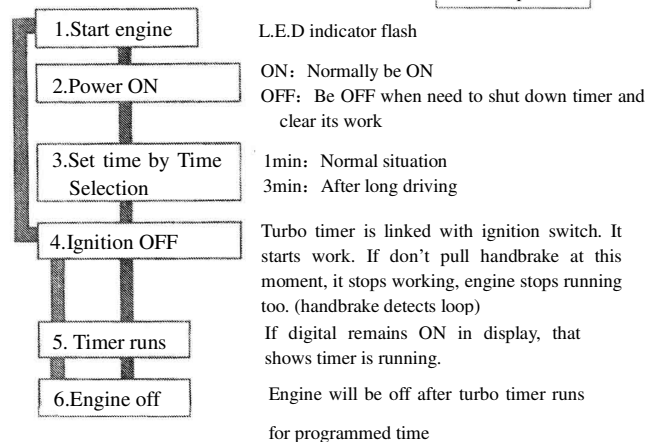 1.Start engine
L.E.D indicator flash
2.Power ON
ON：Normally be ON
OFF：Be OFF when need to shut down timer and
clear its work
3.Set time by Time
Selection
1min：Normal situation
3min：After long driving
4.Ignition OFF
Turbo timer is linked with ignition switch. It
starts work. If don't pull handbrake at this
moment, it stops working, engine stops running
too. (handbrake detects loop)
5. Timer runs
If digital remains ON in display, that
shows timer is running.
6.Engine off
Engine will be off after turbo timer runs
for programmed time